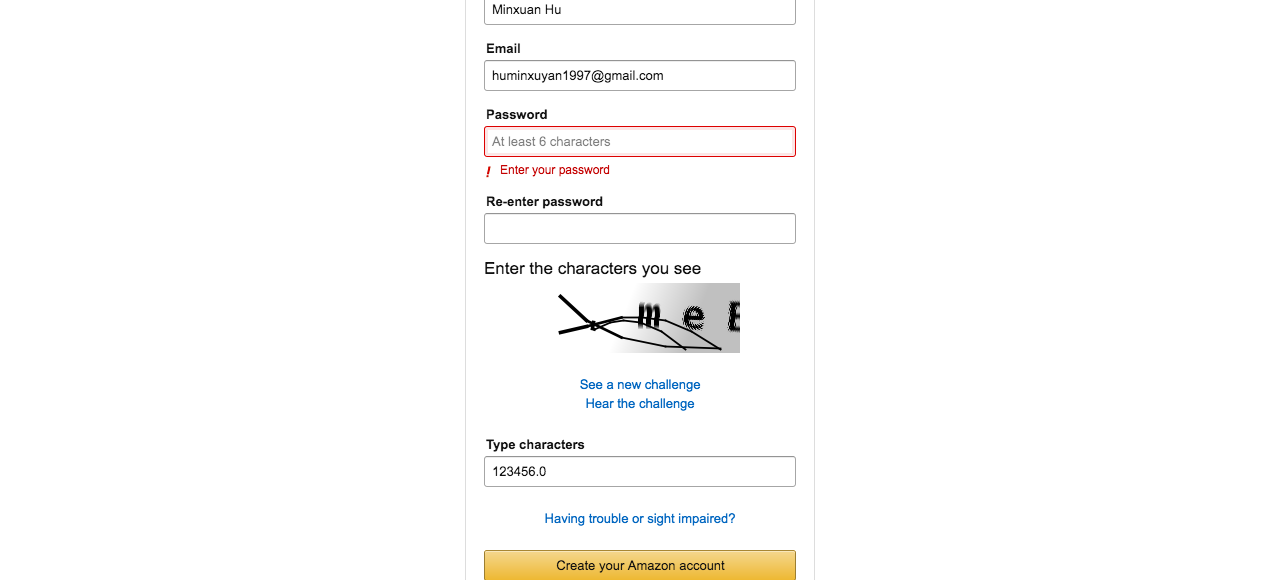 Minxuan Hu
Email
huminxuyan1997@gmail.com
Password
At least 6 characters
! Enter your password
Re-enter password
Enter the characters you see
See a new challenge
Hear the challenge
Type characters
123456.0
Having trouble or sight impaired?
Create your Amazon account